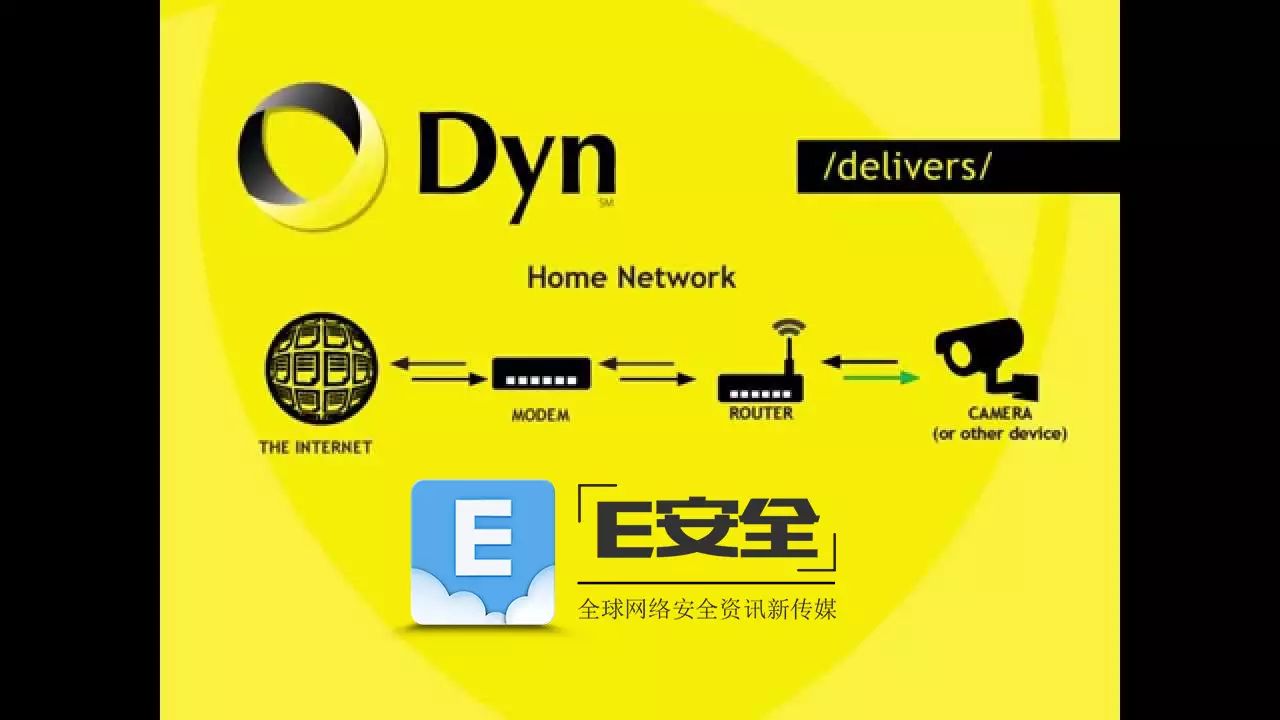 Dyn
SM
/delivers/
Home Network
THE INTERNET
MODEM
ROUTER
CAMERA
(or other device)
E
E安全
全球网络安全资讯新传媒